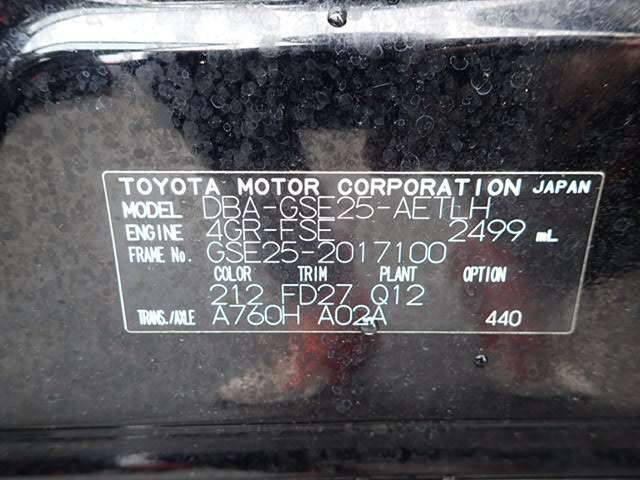 TOYOTA MOTOR CORPORATION JAPAN
MODEL DBA-GSE25-AETLH
ENGINE 4GR-FSE 2499 mL
FRAME No. GSE25-2017100
COLOR TRIM PLANT OPTION
212 FD27 Q12
TRANS./AXLE A760H A02A 440